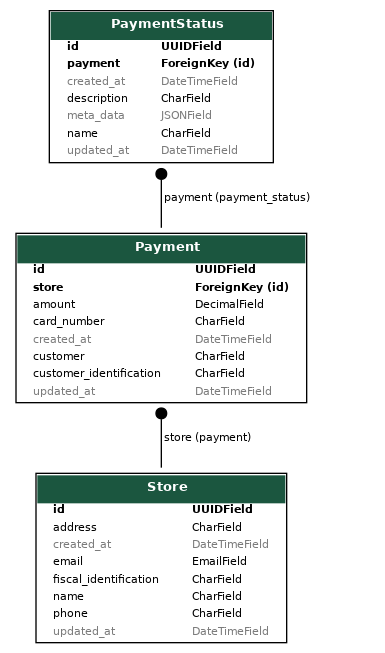 PaymentStatus
id UUIDField
payment ForeignKey (id)
created_at DateTimeField
description CharField
meta_data JSONField
name CharField
updated_at DateTimeField
payment (payment_status)
Payment
id UUIDField
store ForeignKey (id)
amount DecimalField
card_number CharField
created_at DateTimeField
customer CharField
customer_identification CharField
updated_at DateTimeField
store (payment)
Store
id UUIDField
address CharField
created_at DateTimeField
email EmailField
fiscal_identification CharField
name CharField
phone CharField
updated_at DateTimeField